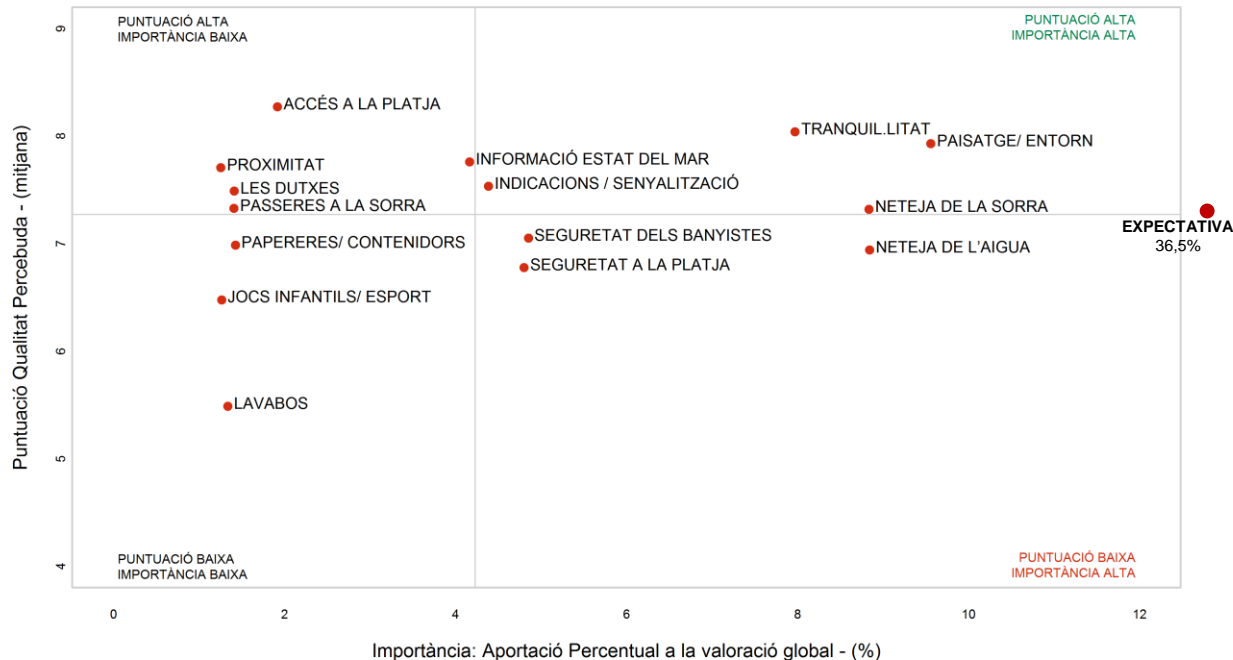 PUNTUACIÓ ALTA
IMPORTÀNCIA BAIXA
PUNTUACIÓ ALTA
IMPORTÀNCIA ALTA
9
8
7
6
5
4
Puntuació Qualitat Percebuda - (mitjana)
ACCÉS A LA PLATJA
TRANQUIL.LITAT
PAISATGE/ ENTORN
PROXIMITAT
INFORMACIÓ ESTAT DEL MAR
LES DUTXES
INDICACIONS / SENYALITZACIÓ
PASSERES A LA SORRA
NETEJA DE LA SORRA
EXPECTATIVA
36,5%
PAPERERES/ CONTENIDORS
SEGURETAT DELS BANYISTES
NETEJA DE L'AIGUA
SEGURETAT A LA PLATJA
JOCS INFANTILS/ ESPORT
LAVABOS
PUNTUACIÓ BAIXA
IMPORTÀNCIA BAIXA
PUNTUACIÓ BAIXA
IMPORTÀNCIA ALTA
0 2 4 6 8 10 12
Importància: Aportació Percentual a la valoració global - (%)